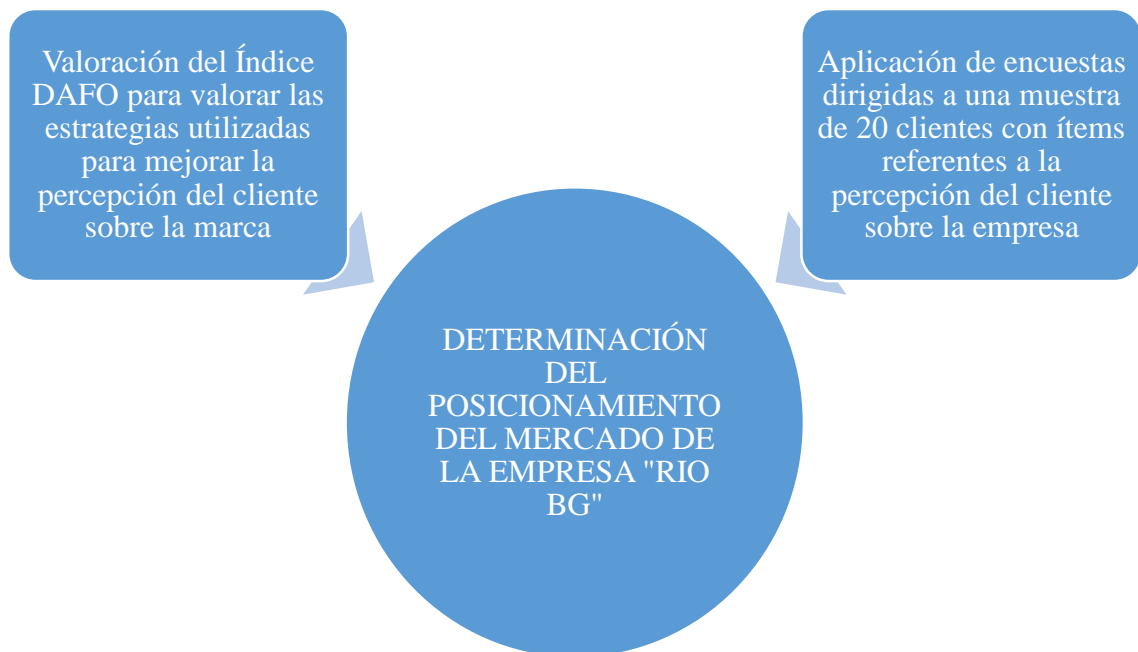 Valoración del Índice
DAFO para valorar las
estrategias utilizadas
para mejorar la
percepción del cliente
sobre la marca
Aplicación de encuestas
dirigidas a una muestra
de 20 clientes con ítems
referentes a la
percepción del cliente
sobre la empresa
DETERMINACIÓN
DEL
POSICIONAMIENTO
DEL MERCADO DE
LA EMPRESA "RIO
BG"